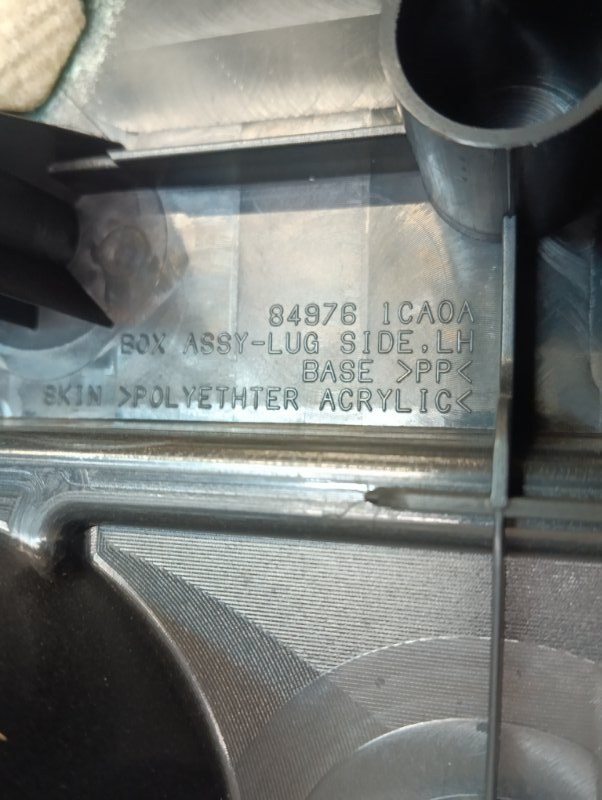 84976 1CA0A
BOX ASSY-LUG SIDE,LH
BASE >PP<
SKIN >POLYETHTER ACRYLIC<